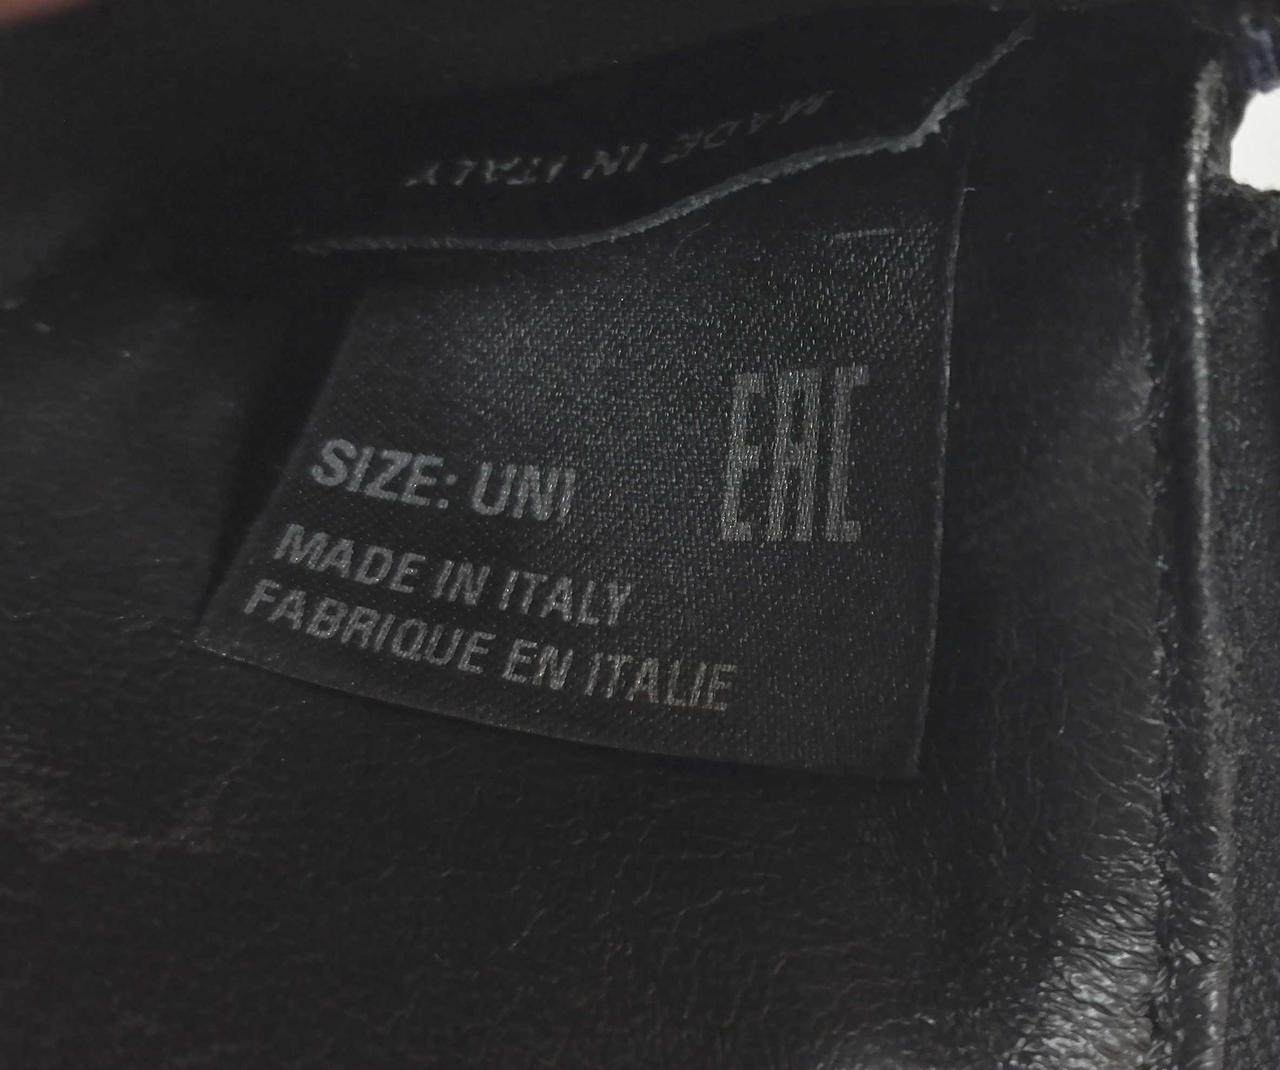 MADE IN ITALY
EAC
SIZE: UNI
MADE IN ITALY
FABRIQUE EN ITALIE